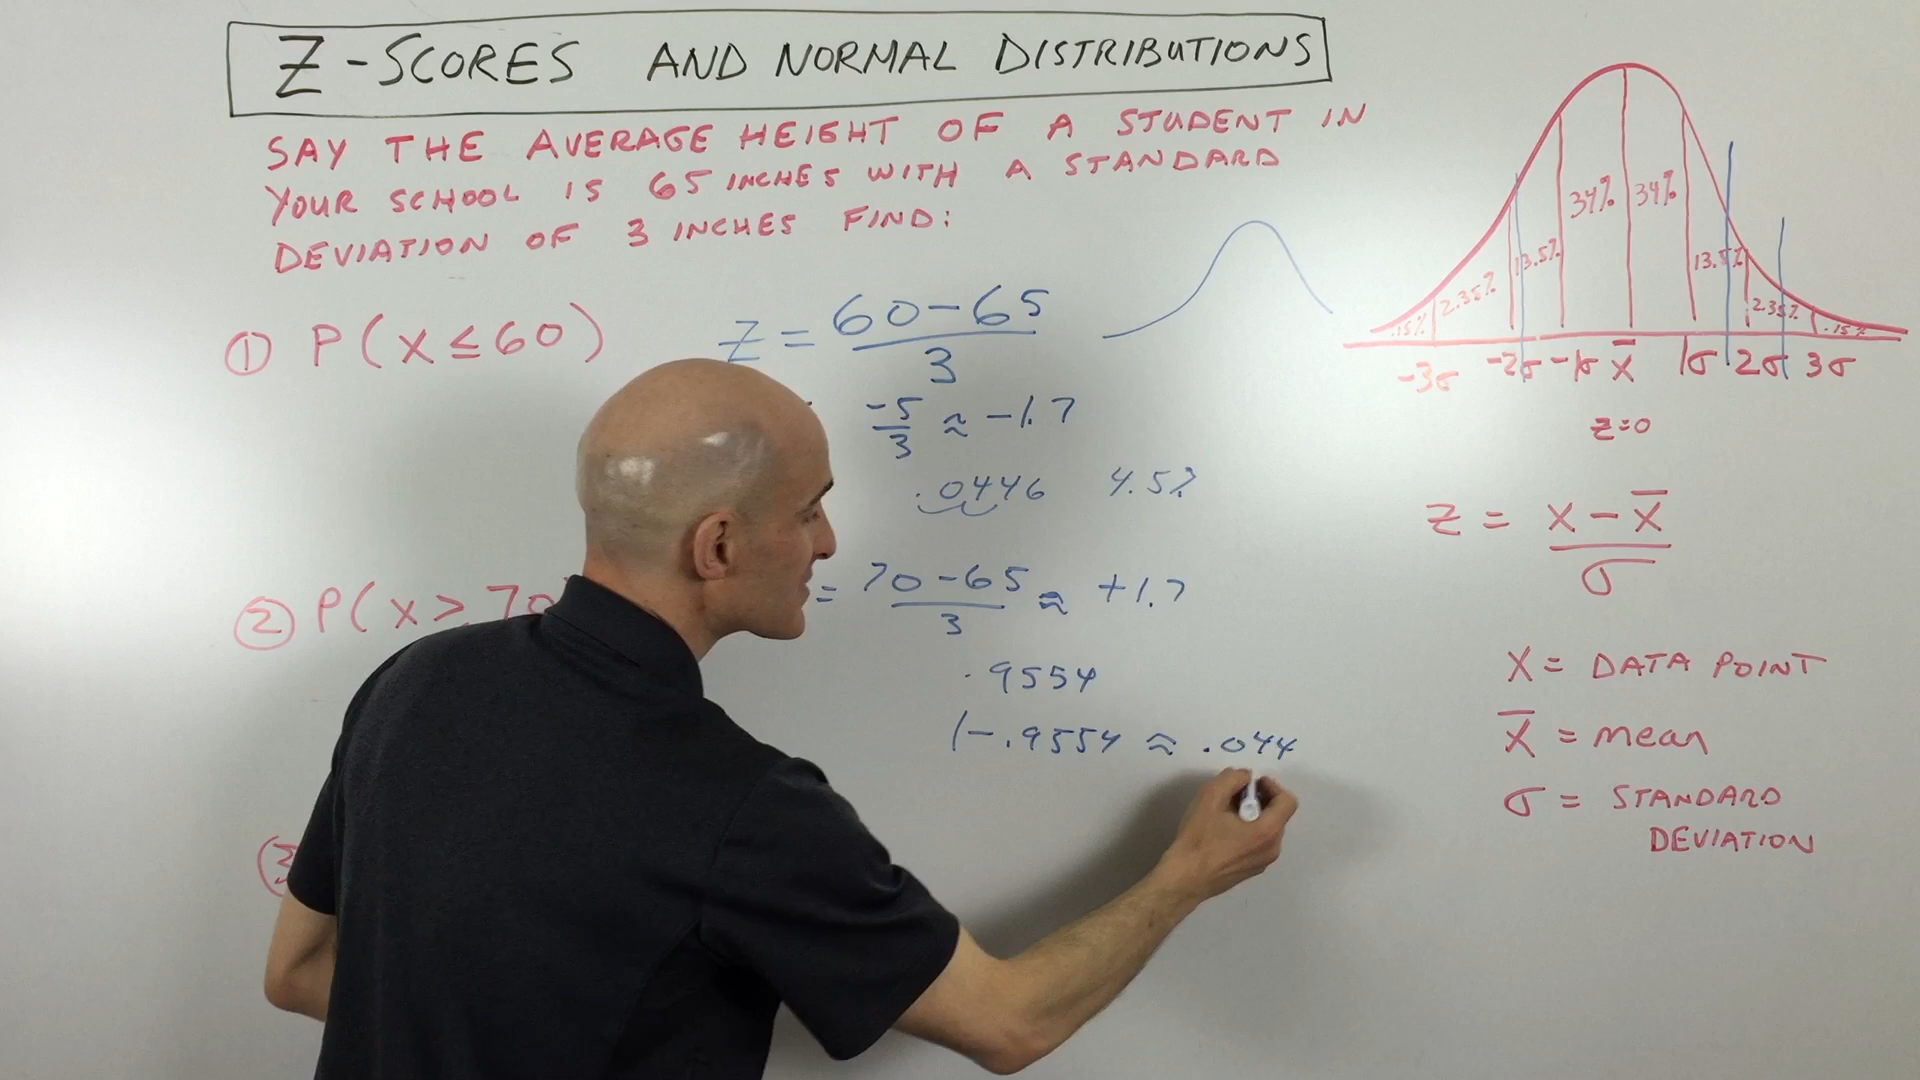 Z-SCORES AND NORMAL DISTRIBUTIONS
SAY THE AVERAGE HEIGHT OF A STUDENT IN
YOUR SCHOOL IS 65 INCHES WITH A STANDARD
DEVIATION OF 3 INCHES FIND:
① P(X≤60)
Z = 60-65
3
-5
3
≈ -1.7
.0446 4.5%
② P(X≥70
= 70-65
3
≈ +1.7
.9554
1-.9554 ≈ .044
③
34% 34%
13.5% 13.5%
2.35% 2.35%
.15% .15%
-3σ -2σ -1σ X̄ 1σ 2σ 3σ
Z=0
Z = X-X̄
σ
X = DATA POINT
X̄ = mean
σ = STANDARD
DEVIATION